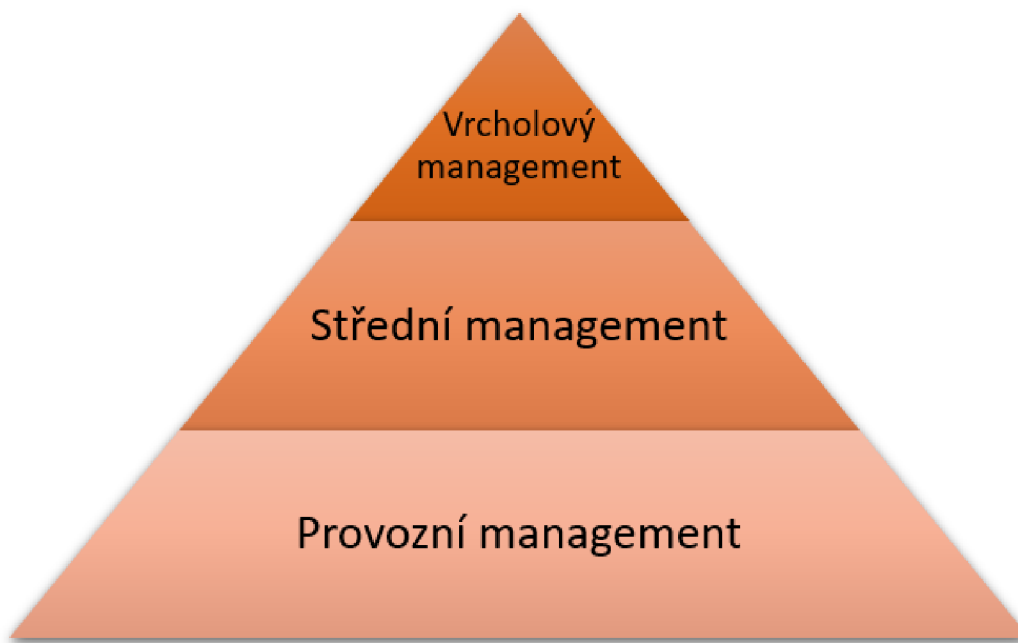 Vrcholový
management
Střední management
Provozní management